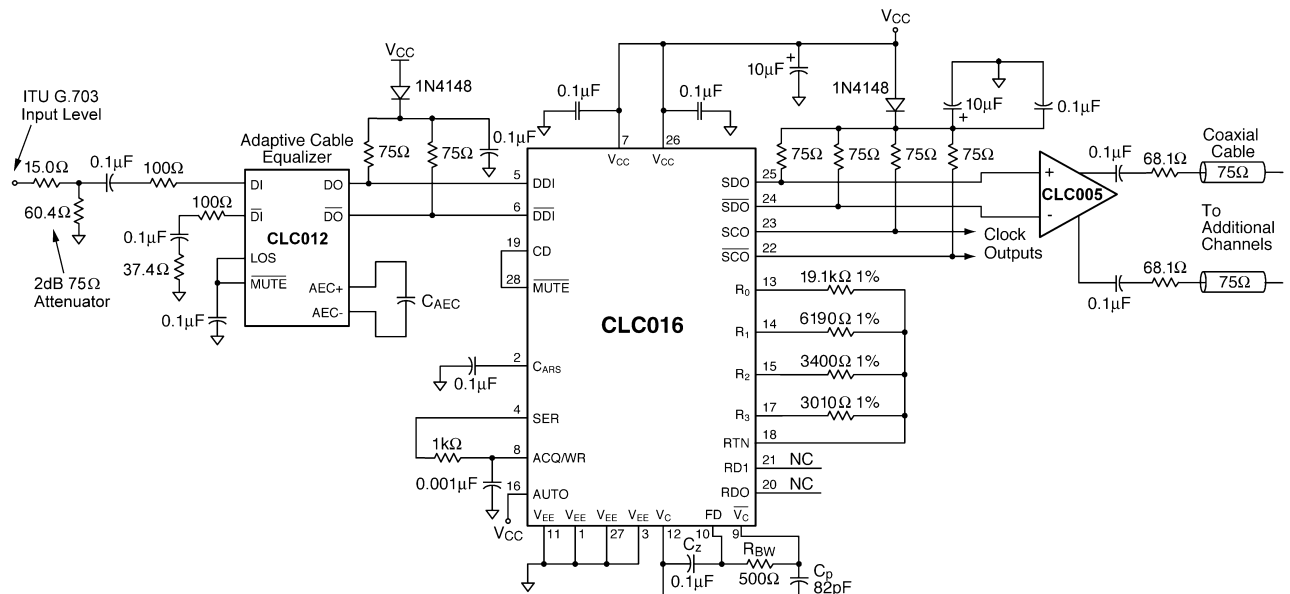 VCC
VCC
1N4148
10µF
+
0.1µF
0.1µF
1N4148
10µF
+
0.1µF
ITU G.703
Input Level
Adaptive Cable
Equalizer
0.1µF
75Ω
75Ω
7
26
VCC
VCC
75Ω
75Ω
75Ω
75Ω
Coaxial
Cable
15.0Ω
0.1µF
100Ω
DI
DO
5
DDI
SDO
25
+
CLC005
-
0.1µF
68.1Ω
75Ω
60.4Ω
100Ω
DI
DO
6
DDI
SDO
24
0.1µF
CLC012
19
CD
SCO
23
Clock
Outputs
To
Additional
Channels
37.4Ω
LOS
SCO
22
2dB 75Ω
Attenuator
MUTE
AEC+
AEC-
CAEC
28
MUTE
R0
13
19.1kΩ 1%
0.1µF
68.1Ω
75Ω
0.1µF
CLC016
R1
14
6190Ω 1%
2
CARS
0.1µF
R2
15
3400Ω 1%
4
SER
R3
17
3010Ω 1%
1kΩ
RTN
18
8
ACQ/WR
RD1
21
NC
0.001µF
16
AUTO
RDO
20
NC
VCC
VEE
VEE
VEE
VEE
VC
FD
VC
11
1
27
3
12
10
9
Cz
0.1µF
RBW
500Ω
Cp
82pF